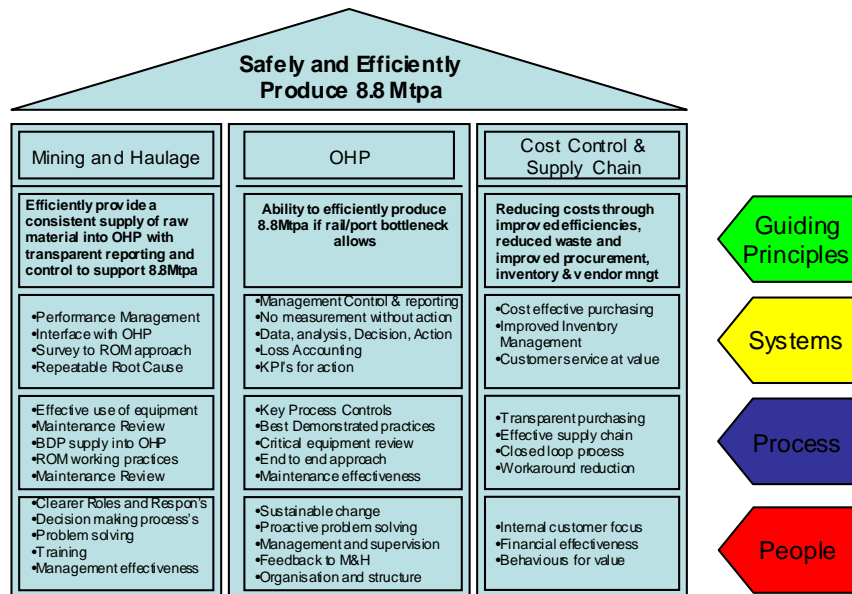 Safely and Efficiently
Produce 8.8 Mtpa
Mining and Haulage
Efficiently provide a
consistent supply of raw
material into OHP with
transparent reporting and
control to support 8.8Mtpa
•Performance Management
•Interface with OHP
•Survey to ROM approach
•Repeatable Root Cause
•Effective use of equipment
•Maintenance Review
•BDP supply into OHP
•ROM working practices
•Maintenance Review
•Clearer Roles and Respon's
•Decision making process's
•Problem solving
•Training
•Management effectiveness
OHP
Ability to efficiently produce
8.8Mtpa if rail/port bottleneck
allows
•Management Control & reporting
•No measurement without action
•Data, analysis, Decision, Action
•Loss Accounting
•KPI's for action
•Key Process Controls
•Best Demonstrated practices
•Critical equipment review
•End to end approach
•Maintenance effectiveness
•Sustainable change
•Proactive problem solving
•Management and supervision
•Feedback to M&H
•Organisation and structure
Cost Control &
Supply Chain
Reducing costs through
improved efficiencies,
reduced waste and
improved procurement,
inventory & vendor mngt
•Cost effective purchasing
•Improved Inventory
Management
•Customer service at value
•Transparent purchasing
•Effective supply chain
•Closed loop process
•Workaround reduction
•Internal customer focus
•Financial effectiveness
•Behaviours for value
Guiding
Principles
Systems
Process
People